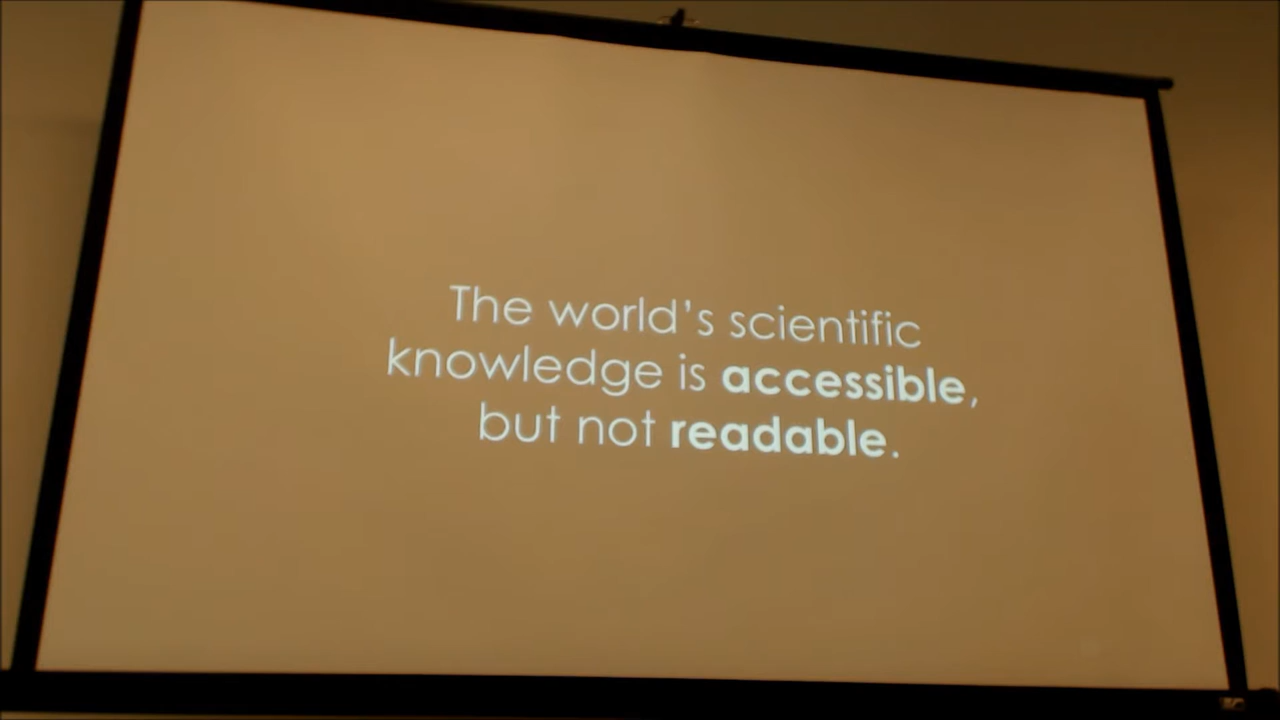 The world's scientific
knowledge is accessible,
but not readable.